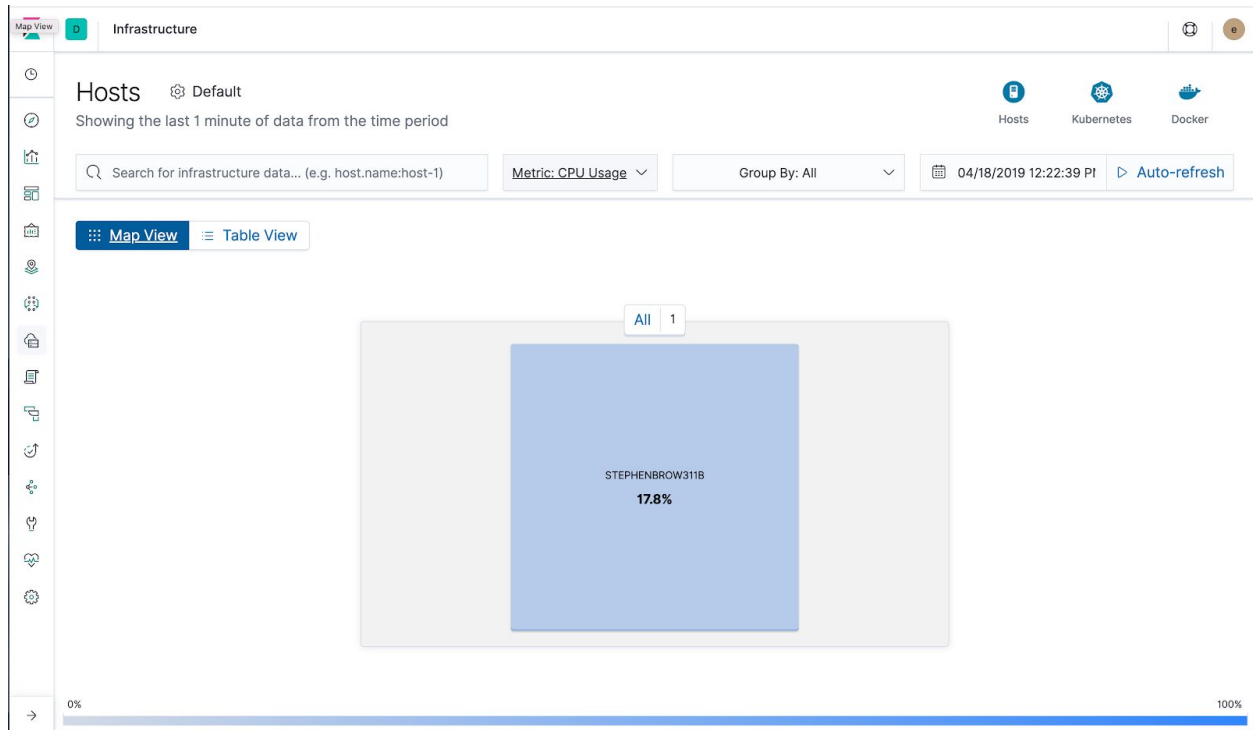 Map View
D
Infrastructure
e
Hosts
Default
Showing the last 1 minute of data from the time period
Hosts
Kubernetes
Docker
Search for infrastructure data... (e.g. host.name:host-1)
Metric: CPU Usage
Group By: All
04/18/2019 12:22:39 PM
Auto-refresh
Map View
Table View
All
1
STEPHENBROW311B
17.8%
0%
100%